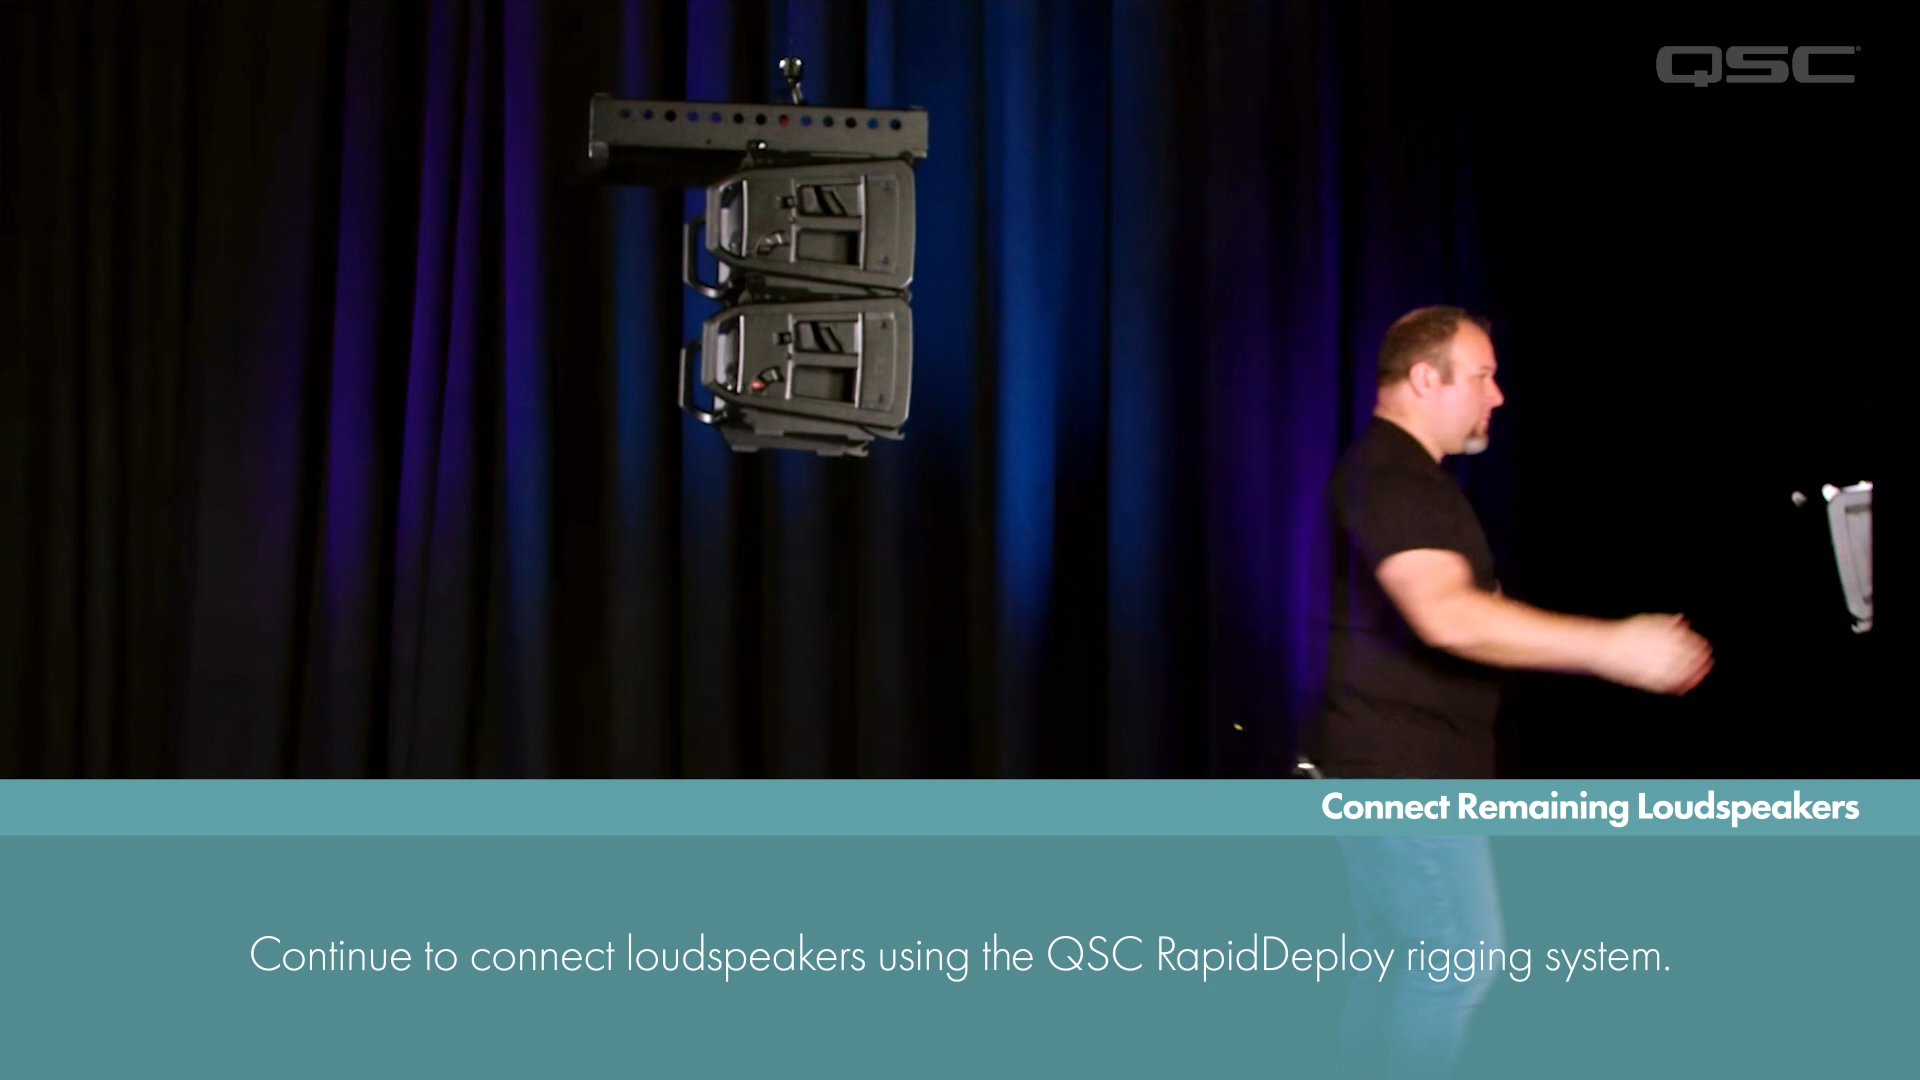 QSC
Connect Remaining Loudspeakers
Continue to connect loudspeakers using the QSC RapidDeploy rigging system.